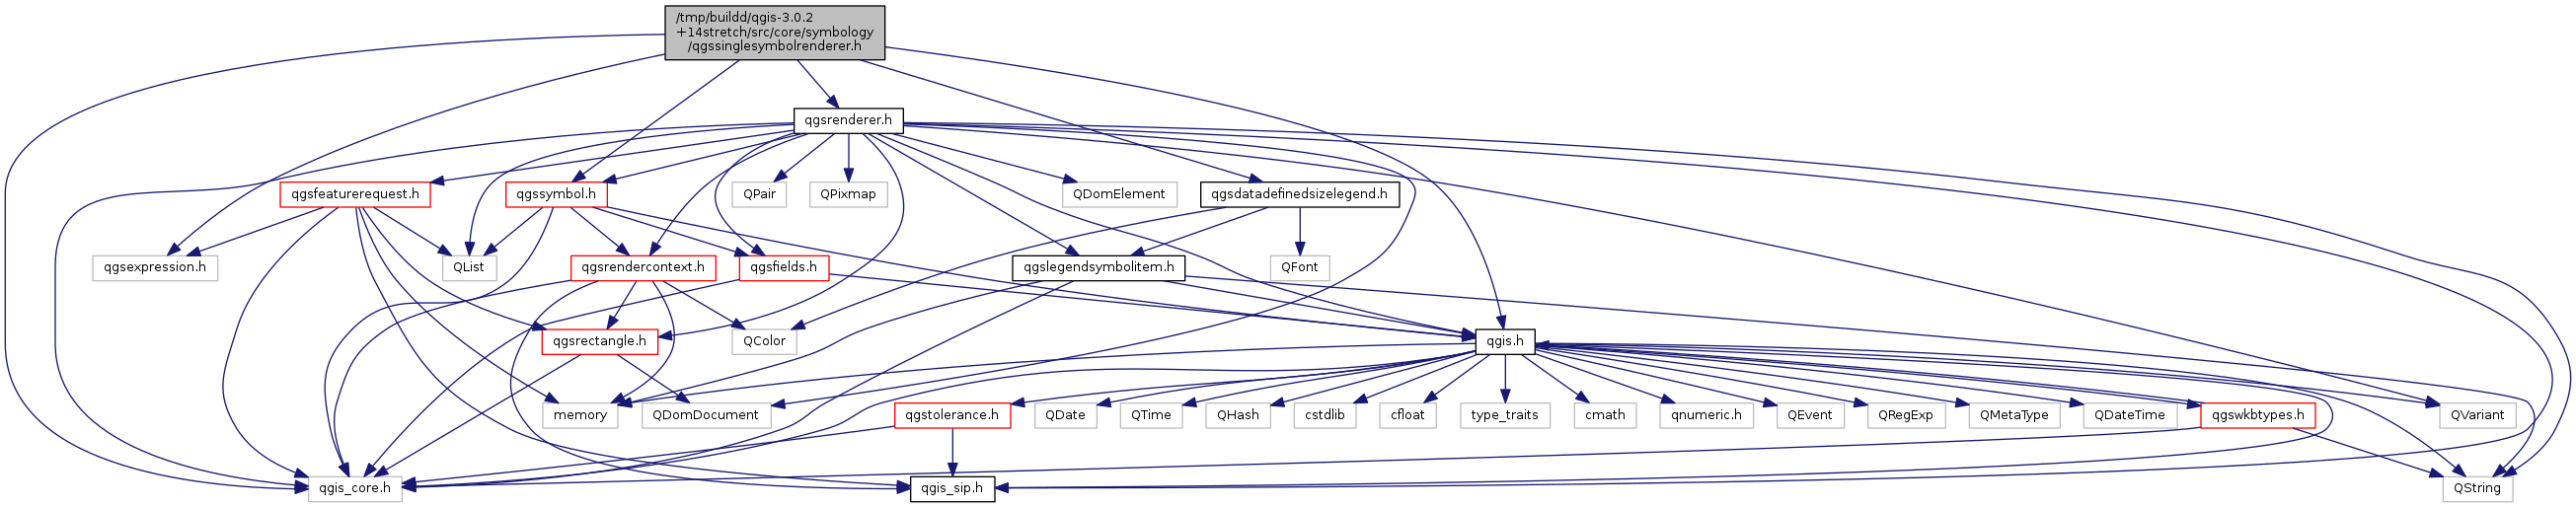 /tmp/buildd/qgis-3.0.2
+14stretch/src/core/symbology
/qgssinglesymbolrenderer.h
qgsrenderer.h
qgsfeaturerequest.h
qgssymbol.h
QPair
QPixmap
QDomElement
qgsdatadefinedsizelegend.h
qgsexpression.h
QList
qgsrendercontext.h
qgsfields.h
qgslegendsymbolitem.h
QFont
qgsrectangle.h
QColor
qgis.h
memory
QDomDocument
qgstolerance.h
QDate
QTime
QHash
cstdlib
cfloat
type_traits
cmath
qnumeric.h
QEvent
QRegExp
QMetaType
QDateTime
qgswkbtypes.h
QVariant
qgis_core.h
qgis_sip.h
QString